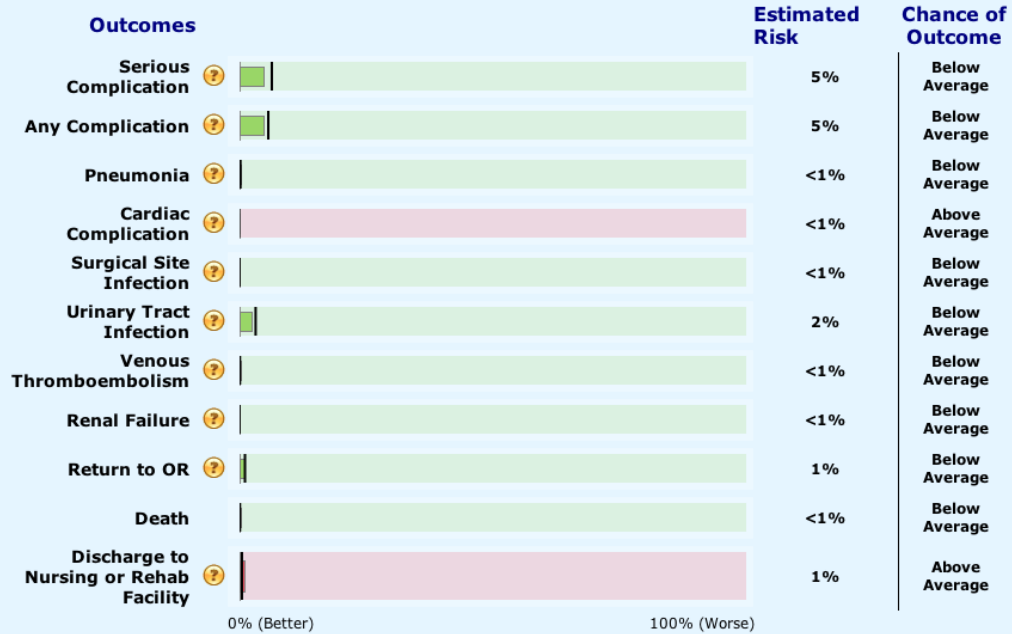 Outcomes
Estimated
Risk
Chance of
Outcome
Serious
Complication
?
5%
Below
Average
Any Complication
?
5%
Below
Average
Pneumonia
?
<1%
Below
Average
Cardiac
Complication
?
<1%
Above
Average
Surgical Site
Infection
?
<1%
Below
Average
Urinary Tract
Infection
?
2%
Below
Average
Venous
Thromboembolism
?
<1%
Below
Average
Renal Failure
?
<1%
Below
Average
Return to OR
?
1%
Below
Average
Death
<1%
Below
Average
Discharge to
Nursing or Rehab
Facility
?
1%
Above
Average
0% (Better)
100% (Worse)